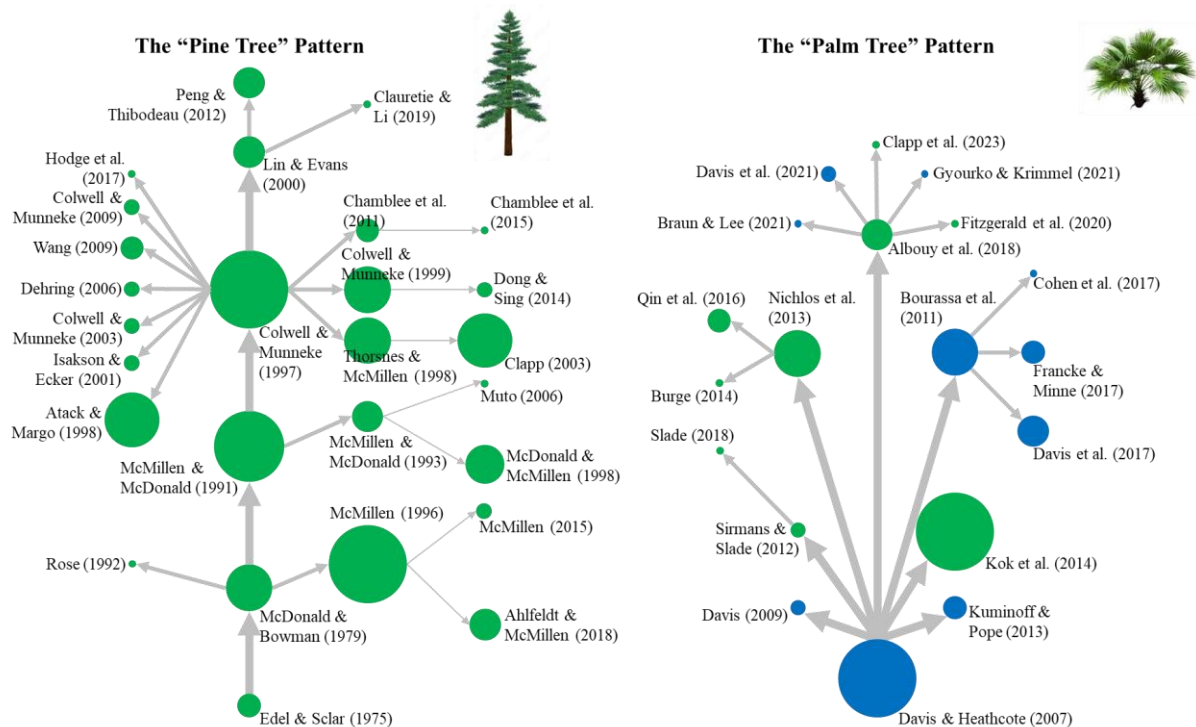 The “Pine Tree” Pattern
Peng &
Thibodeau
(2012)
Clauretie &
Li (2019)
Lin & Evans
(2000)
Hodge et al.
(2017)
Colwell &
Munneke
(2009)
Wang (2009)
Dehring (2006)
Colwell &
Munneke
(2003)
Isakson &
Ecker
(2001)
Atack &
Margo (1998)
Chamblee et al.
(2011)
Chamblee et al.
(2015)
Colwell &
Munneke (1999)
Dong &
Sing (2014)
Colwell &
Munneke
(1997)
Thorsnes &
McMillen (1998)
Clapp (2003)
Muto (2006)
McMillen &
McDonald (1991)
McMillen &
McDonald (1993)
McDonald &
McMillen (1998)
McMillen (1996)
McMillen (2015)
Rose (1992)
McDonald &
Bowman (1979)
Ahlfeldt &
McMillen (2018)
Edel & Sclar (1975)
The “Palm Tree” Pattern
Clapp et al. (2023)
Davis et al. (2021)
Gyourko & Krimmel (2021)
Braun & Lee (2021)
Fitzgerald et al. (2020)
Albouy et al. (2018)
Qin et al. (2016)
Nichlos et al.
(2013)
Bourassa et al.
(2011)
Cohen et al. (2017)
Francke &
Minne (2017)
Burge (2014)
Davis et al.
(2017)
Slade (2018)
Sirmans &
Slade (2012)
Kok et al. (2014)
Davis (2009)
Kuminoff &
Pope (2013)
Davis & Heathcote (2007)